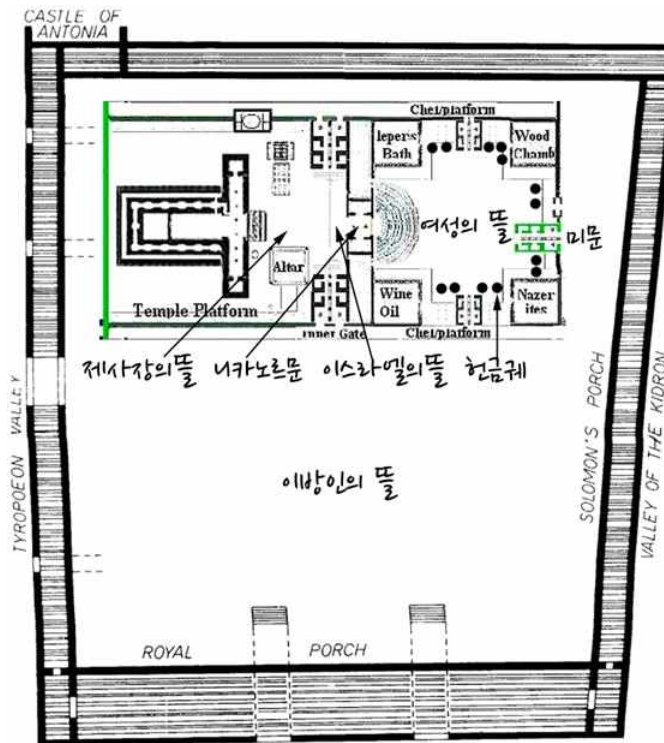 CASTLE OF
ANTONIA
Chel/platform
lepers
Bath
Wood
Chamb
여성의 뜰
미문
Altar
Temple Platform
Wine
Oil
Nazer
ites
Inner Gate
Chel/platform
제사장의뜰
니카노르문
이스라엘의뜰
헌금궤
TYROPOEON VALLEY
SOLOMON'S PORCH
VALLEY OF THE KIDRON
이방인의 뜰
ROYAL
PORCH